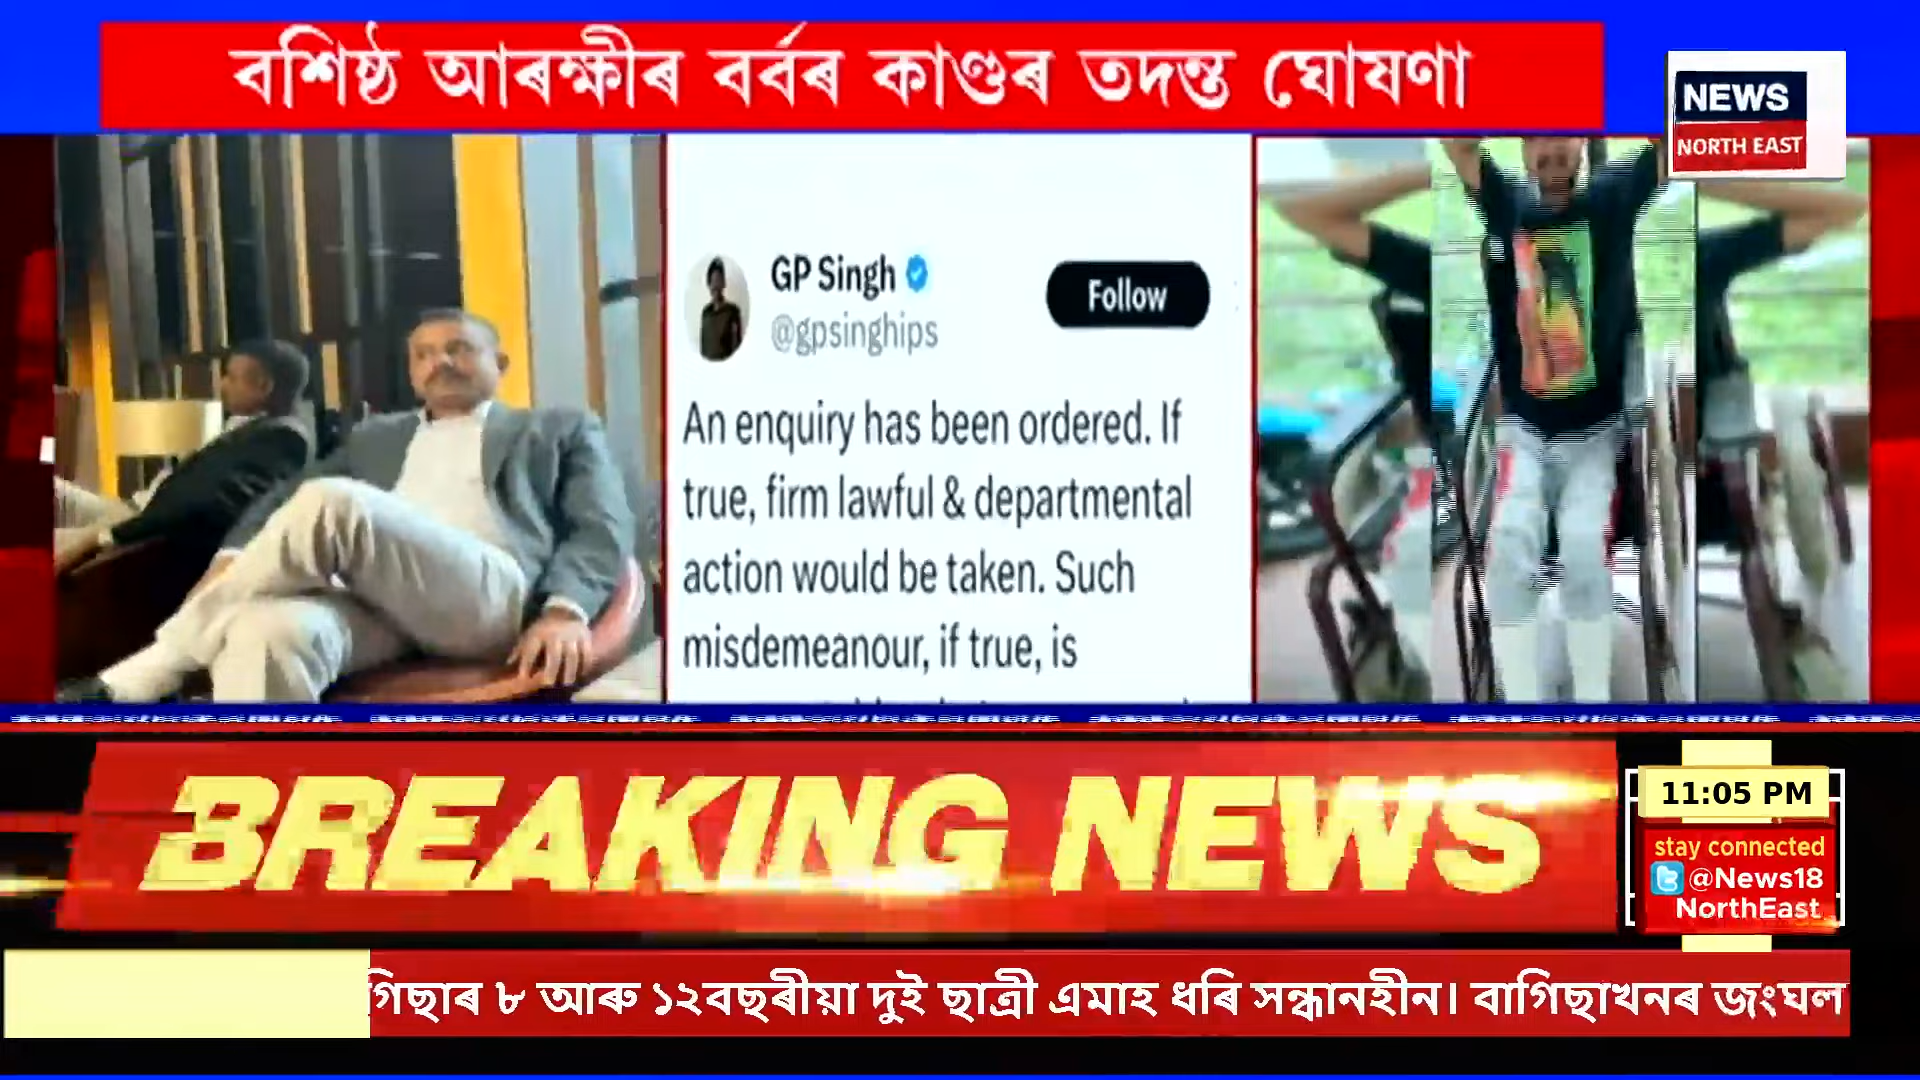 বশিষ্ঠ আৰক্ষীৰ বৰ্বৰ কাণ্ডৰ তদন্ত ঘোষণা
NEWS
NORTH EAST
GP Singh
@gpsinghips
Follow
An enquiry has been ordered. If
true, firm lawful & departmental
action would be taken. Such
misdemeanour, if true, is
BREAKING NEWS
11:05 PM
stay connected
@News18
NorthEast
গিছাৰ ৮ আৰু ১২বছৰীয়া দুই ছাত্ৰী এমাহ ধৰি সন্ধানহীন। বাগিছাখনৰ জংঘল